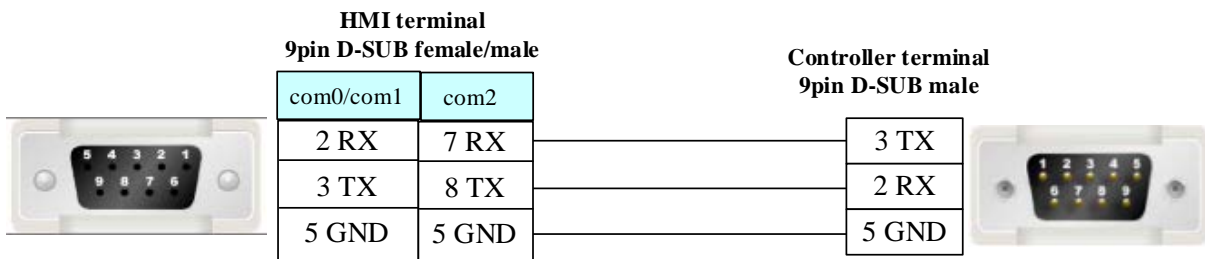 HMI terminal
9pin D-SUB female/male
Controller terminal
9pin D-SUB male
com0/com1 com2
2 RX 7 RX 3 TX
3 TX 8 TX 2 RX
5 GND 5 GND 5 GND
5 4 3 2 1
9 8 7 6
1 2 3 4 5
6 7 8 9